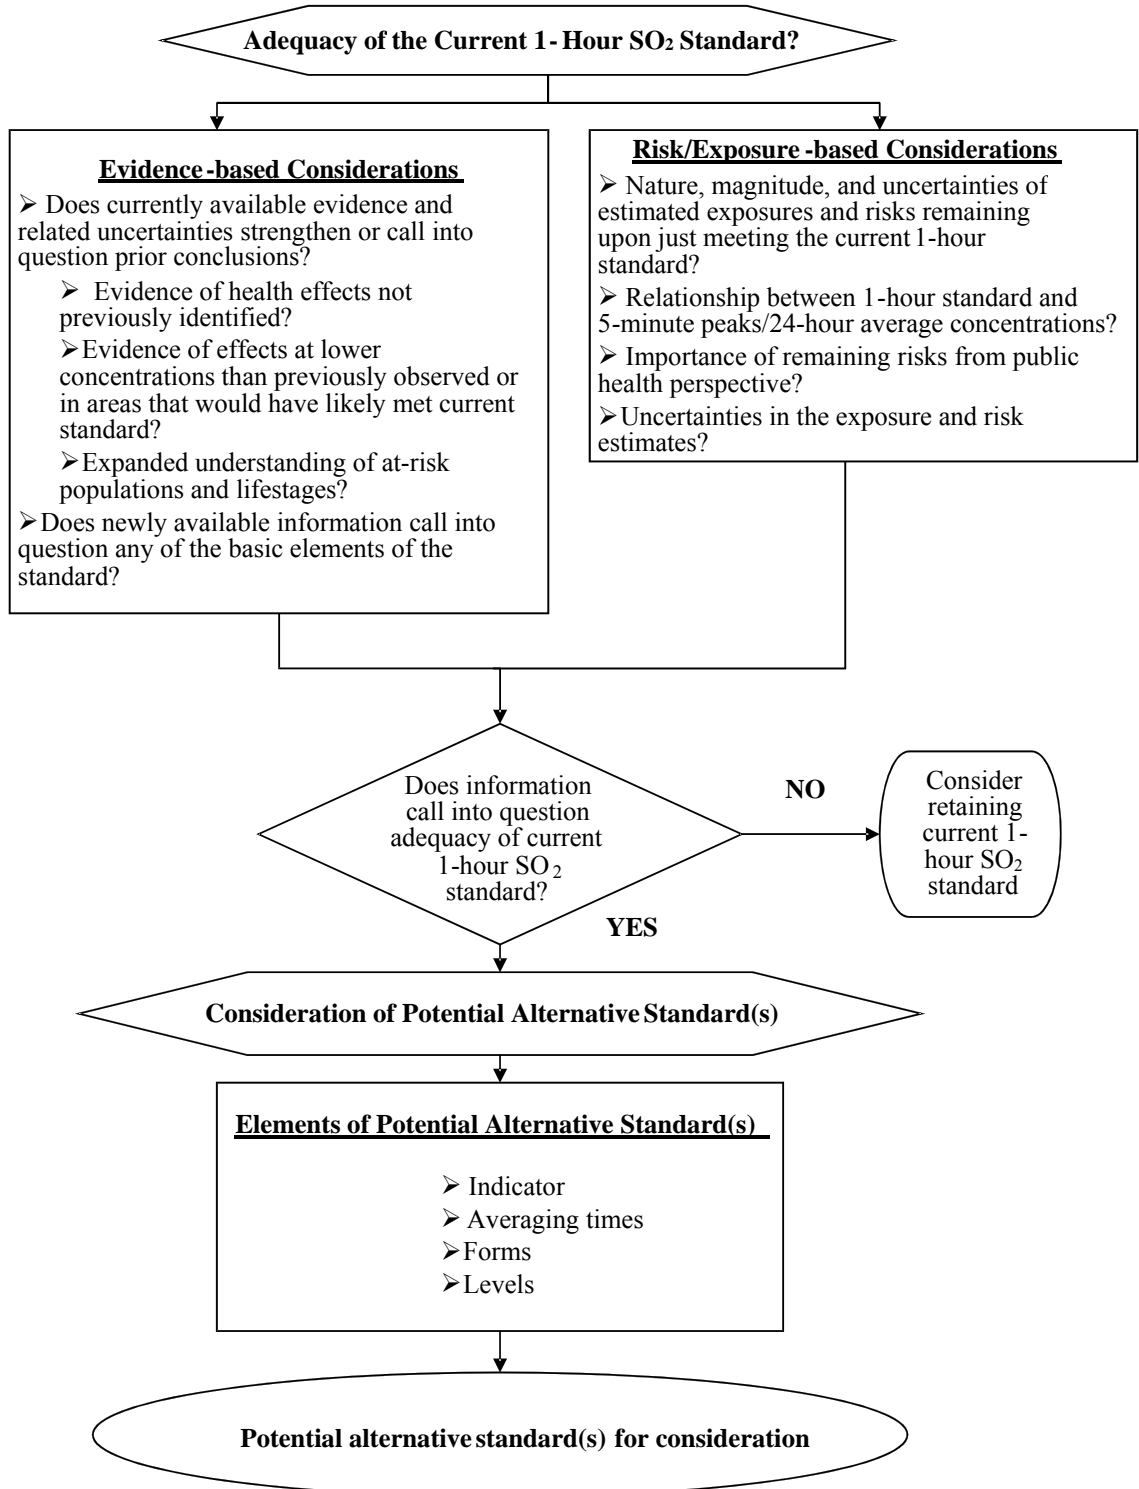 Adequacy of the Current 1- Hour SO₂ Standard?
Evidence-based Considerations
➢ Does currently available evidence and
related uncertainties strengthen or call into
question prior conclusions?
➢ Evidence of health effects not
previously identified?
➢Evidence of effects at lower
concentrations than previously observed or
in areas that would have likely met current
standard?
➢Expanded understanding of at-risk
populations and lifestages?
➢Does newly available information call into
question any of the basic elements of the
standard?
Risk/Exposure-based Considerations
➢ Nature, magnitude, and uncertainties of
estimated exposures and risks remaining
upon just meeting the current 1-hour
standard?
➢ Relationship between 1-hour standard and
5-minute peaks/24-hour average concentrations?
➢ Importance of remaining risks from public
health perspective?
➢Uncertainties in the exposure and risk
estimates?
Does information
call into question
adequacy of current
1-hour SO₂
standard?
NO
Consider
retaining
current 1-
hour SO₂
standard
YES
Consideration of Potential Alternative Standard(s)
Elements of Potential Alternative Standard(s)
➢ Indicator
➢ Averaging times
➢Forms
➢Levels
Potential alternative standard(s) for consideration